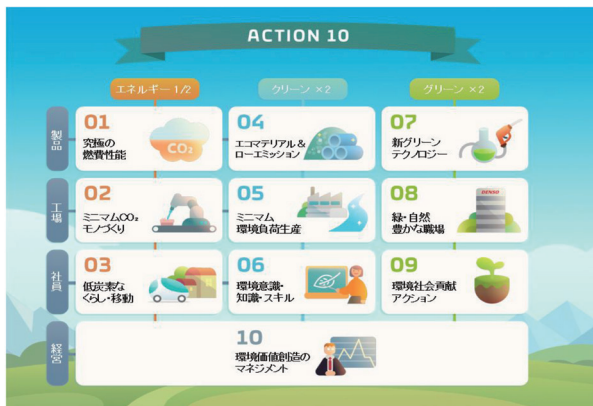 ACTION 10
エネルギー 1/2
クリーン ×2
グリーン ×2
製品
01
究極の
燃費性能
CO₂
04
エコマテリアル&
ローエミッション
07
新グリーン
テクノロジー
工場
02
ミニマムCO₂
モノづくり
05
ミニマム
環境負荷生産
08
緑・自然
豊かな職場
DENSO
社員
03
低炭素な
くらし・移動
06
環境意識・
知識・スキル
09
環境社会貢献
アクション
経営
10
環境価値創造の
マネジメント